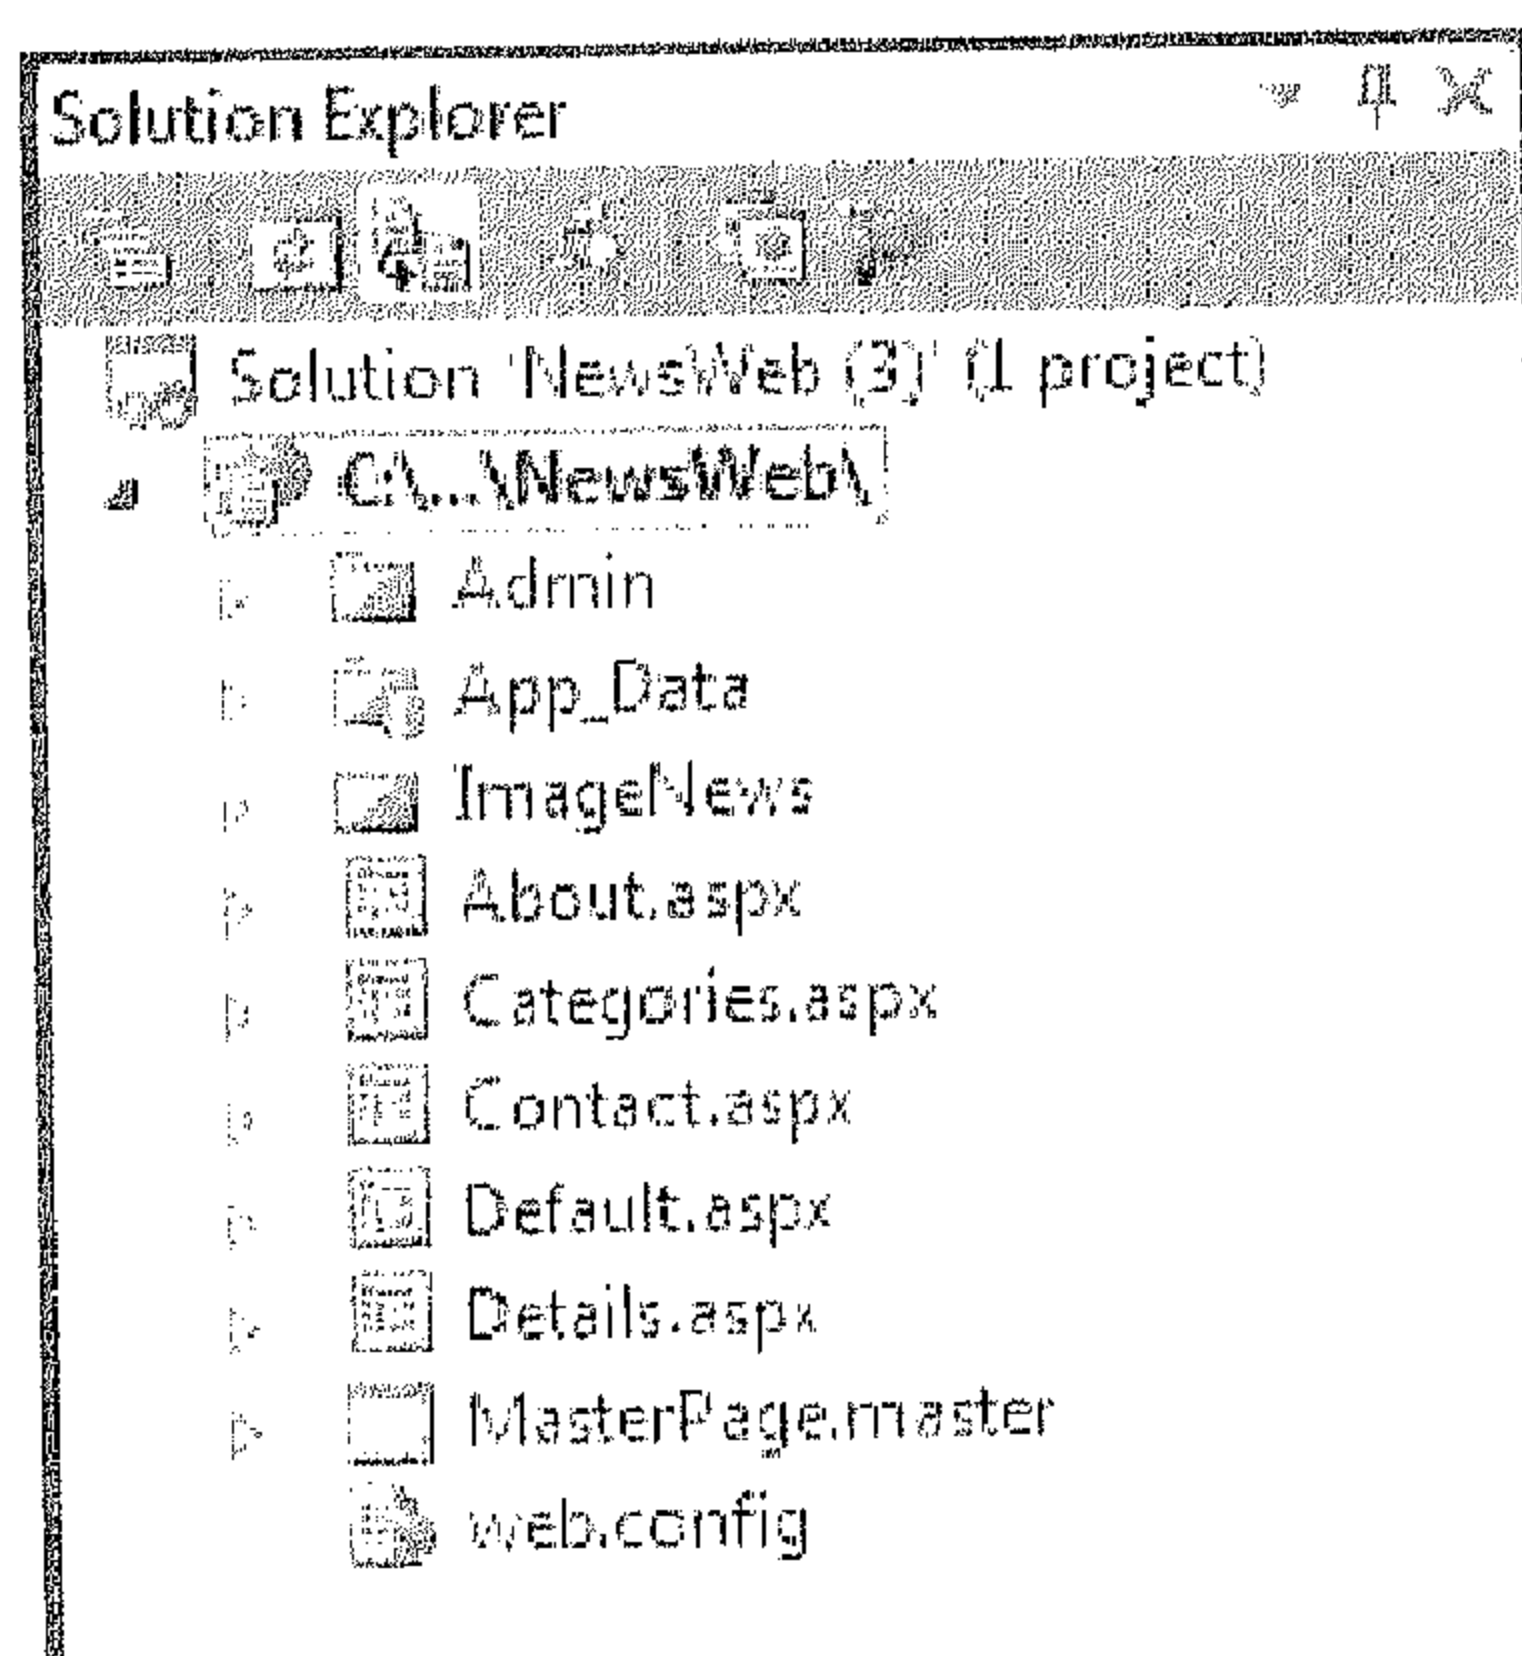 Solution Explorer
Solution 'NewsWeb (3)' (1 project)
C:\...\NewsWeb\
Admin
App_Data
ImageNews
About.aspx
Categories.aspx
Contact.aspx
Default.aspx
Details.aspx
MasterPage.master
web.config